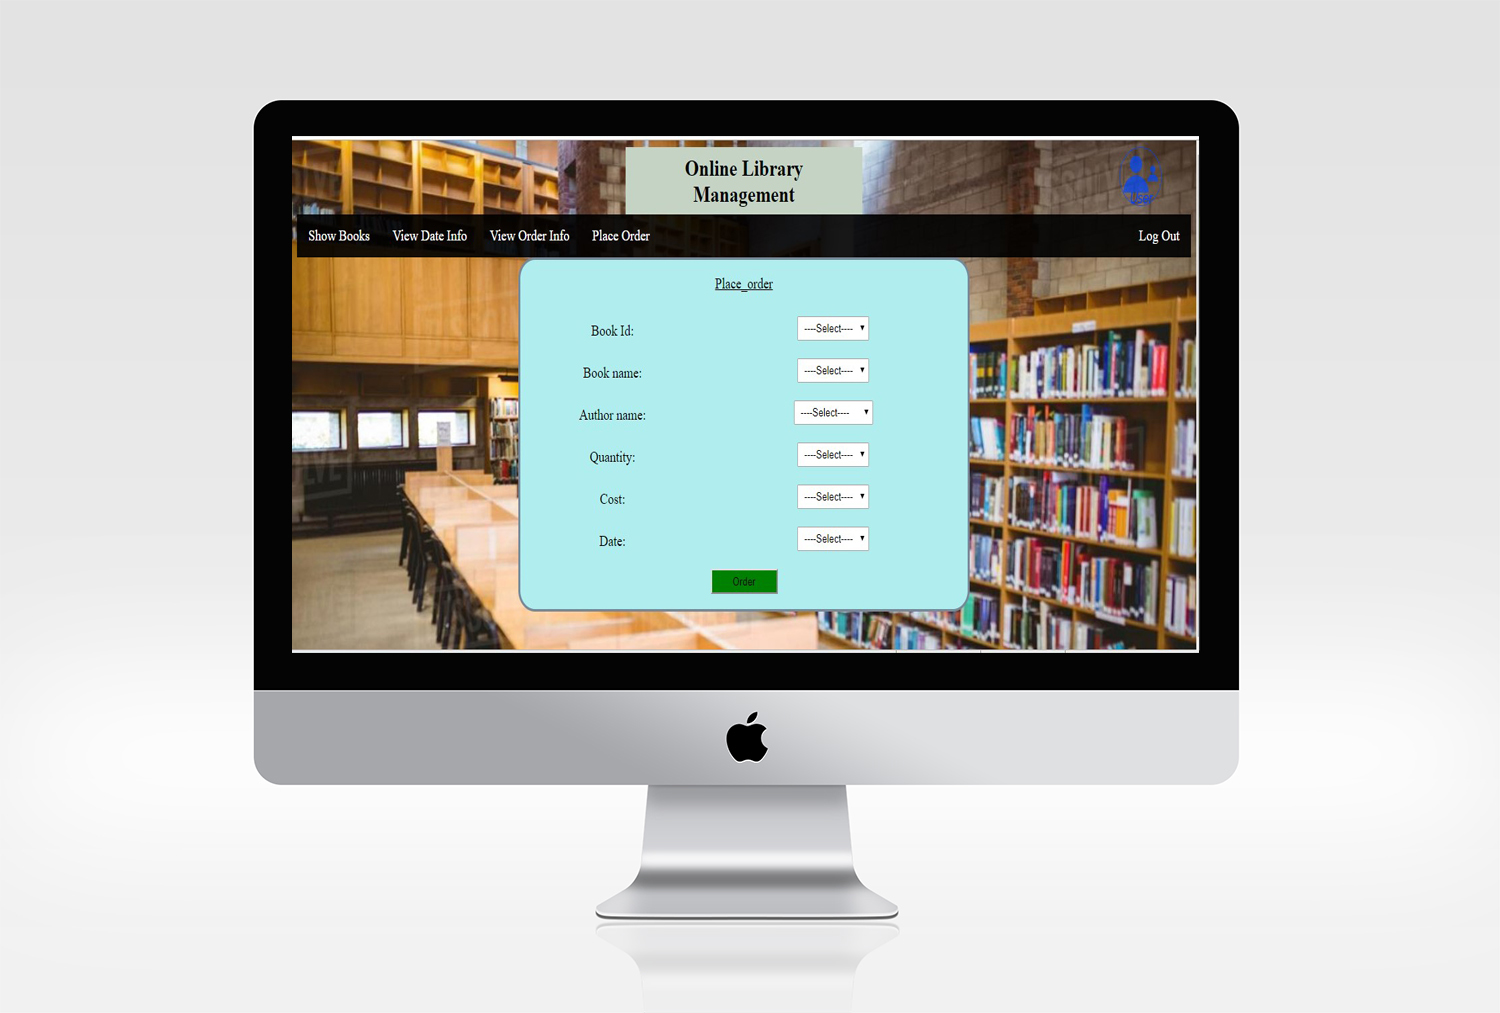 Online Library
Management
User
Show Books View Date Info View Order Info Place Order Log Out
Place_order
Book Id: ----Select----
Book name: ----Select----
Author name: ----Select----
Quantity: ----Select----
Cost: ----Select----
Date: ----Select----
Order